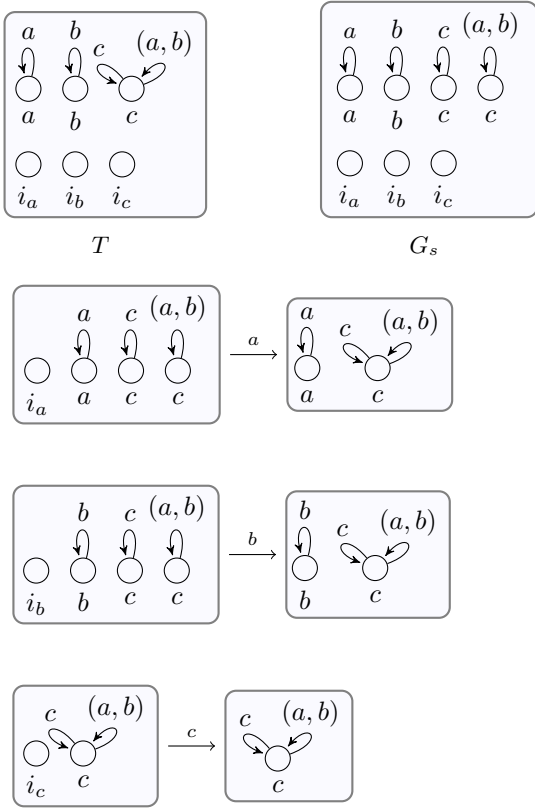 a b c (a, b)
a b c
i_a i_b i_c
T
a b c (a, b)
a b c c
i_a i_b i_c
G_s
a c (a, b)
i_a a c c
a
a c (a, b)
a c
b c (a, b)
i_b b c c
b
b c (a, b)
b c
c (a, b)
i_c c
c
c (a, b)
c